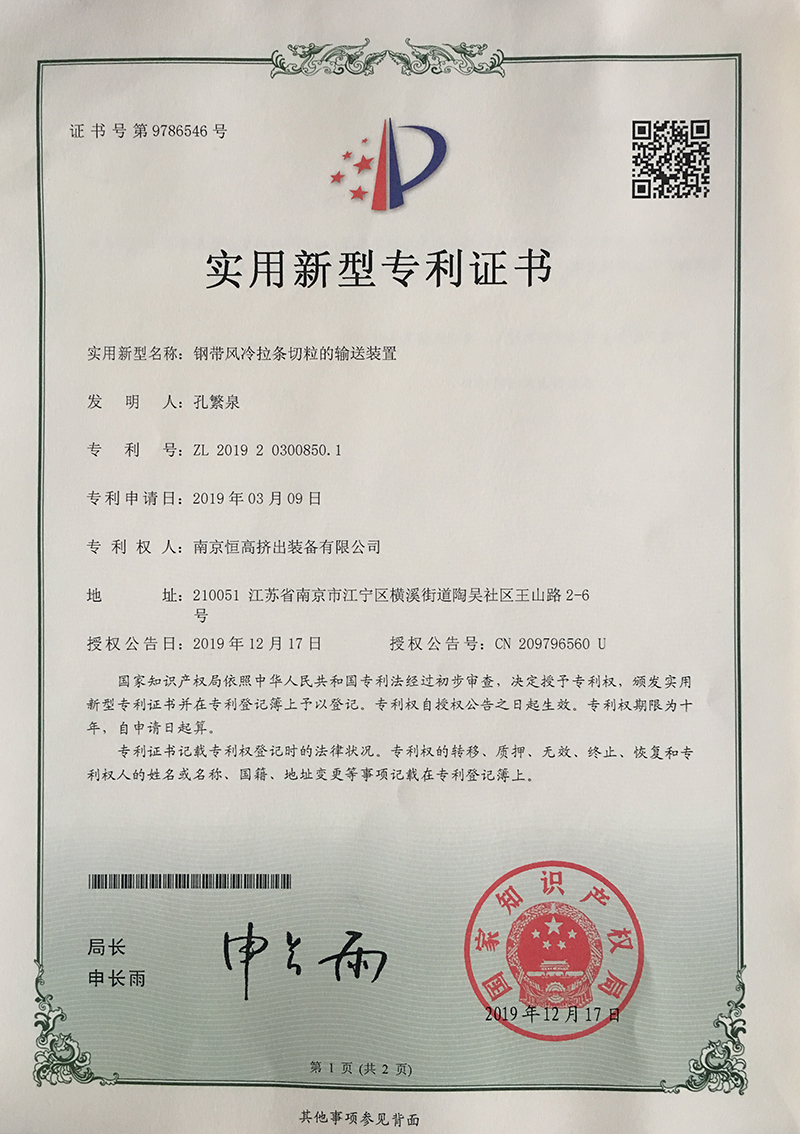 证书号第9786546号
实用新型专利证书
实用新型名称：钢带风冷拉条切粒的输送装置
发明人：孔繁泉
专利号：ZL 2019 2 0300850.1
专利申请日：2019年03月09日
专利权人：南京恒高挤出装备有限公司
地址：210051 江苏省南京市江宁区横溪街道陶吴社区王山路2-6
号
授权公告日：2019年12月17日 授权公告号：CN 209796560 U
国家知识产权局依照中华人民共和国专利法经过初步审查，决定授予专利权，颁发实用
新型专利证书并在专利登记簿上予以登记。专利权自授权公告之日起生效。专利权期限为十
年，自申请日起算。
专利证书记载专利权登记时的法律状况。专利权的转移、质押、无效、终止、恢复和专
利权人的姓名或名称、国籍、地址变更等事项记载在专利登记簿上。
局长
申长雨
申长雨
国家知识产权局
2019年12月17日
第1页(共2页)
其他事项参见背面